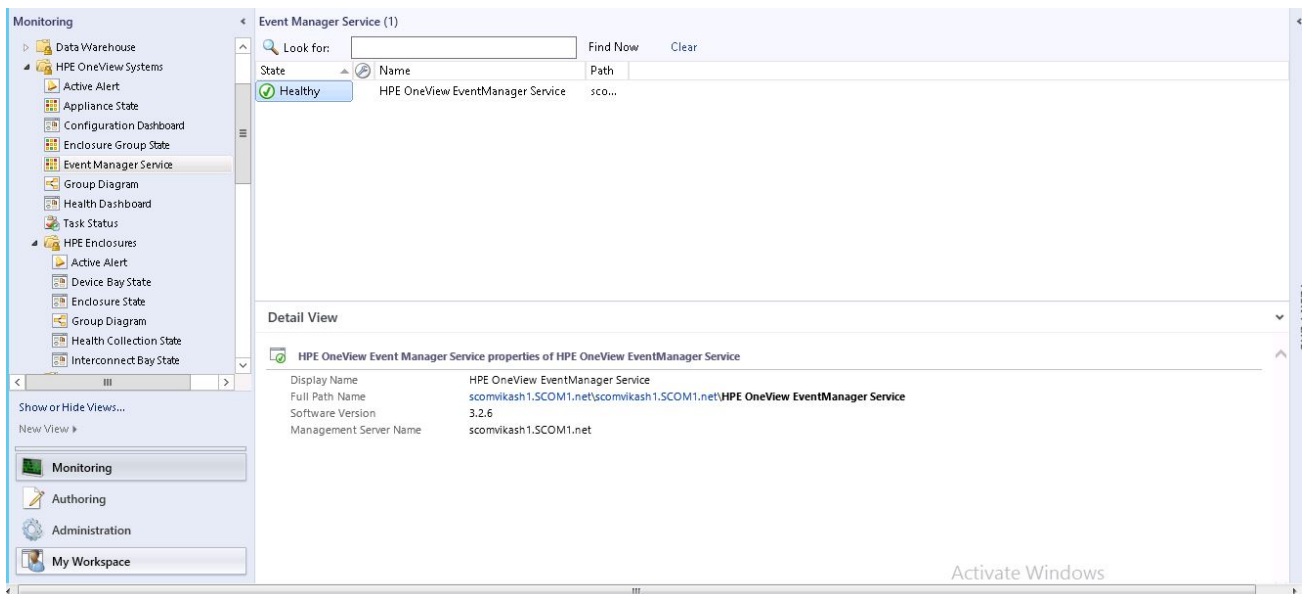 Monitoring
Data Warehouse
HPE OneView Systems
Active Alert
Appliance State
Configuration Dashboard
Enclosure Group State
Event Manager Service
Group Diagram
Health Dashboard
Task Status
HPE Enclosures
Active Alert
Device Bay State
Enclosure State
Group Diagram
Health Collection State
Interconnect Bay State
Show or Hide Views...
New View
Monitoring
Authoring
Administration
My Workspace
Event Manager Service (1)
Look for: Find Now Clear
State Name Path
Healthy HPE OneView EventManager Service sco...
Detail View
HPE OneView Event Manager Service properties of HPE OneView EventManager Service
Display Name HPE OneView EventManager Service
Full Path Name scomvikash1.SCOM1.net\scomvikash1.SCOM1.net\HPE OneView EventManager Service
Software Version 3.2.6
Management Server Name scomvikash1.SCOM1.net
Activate Windows